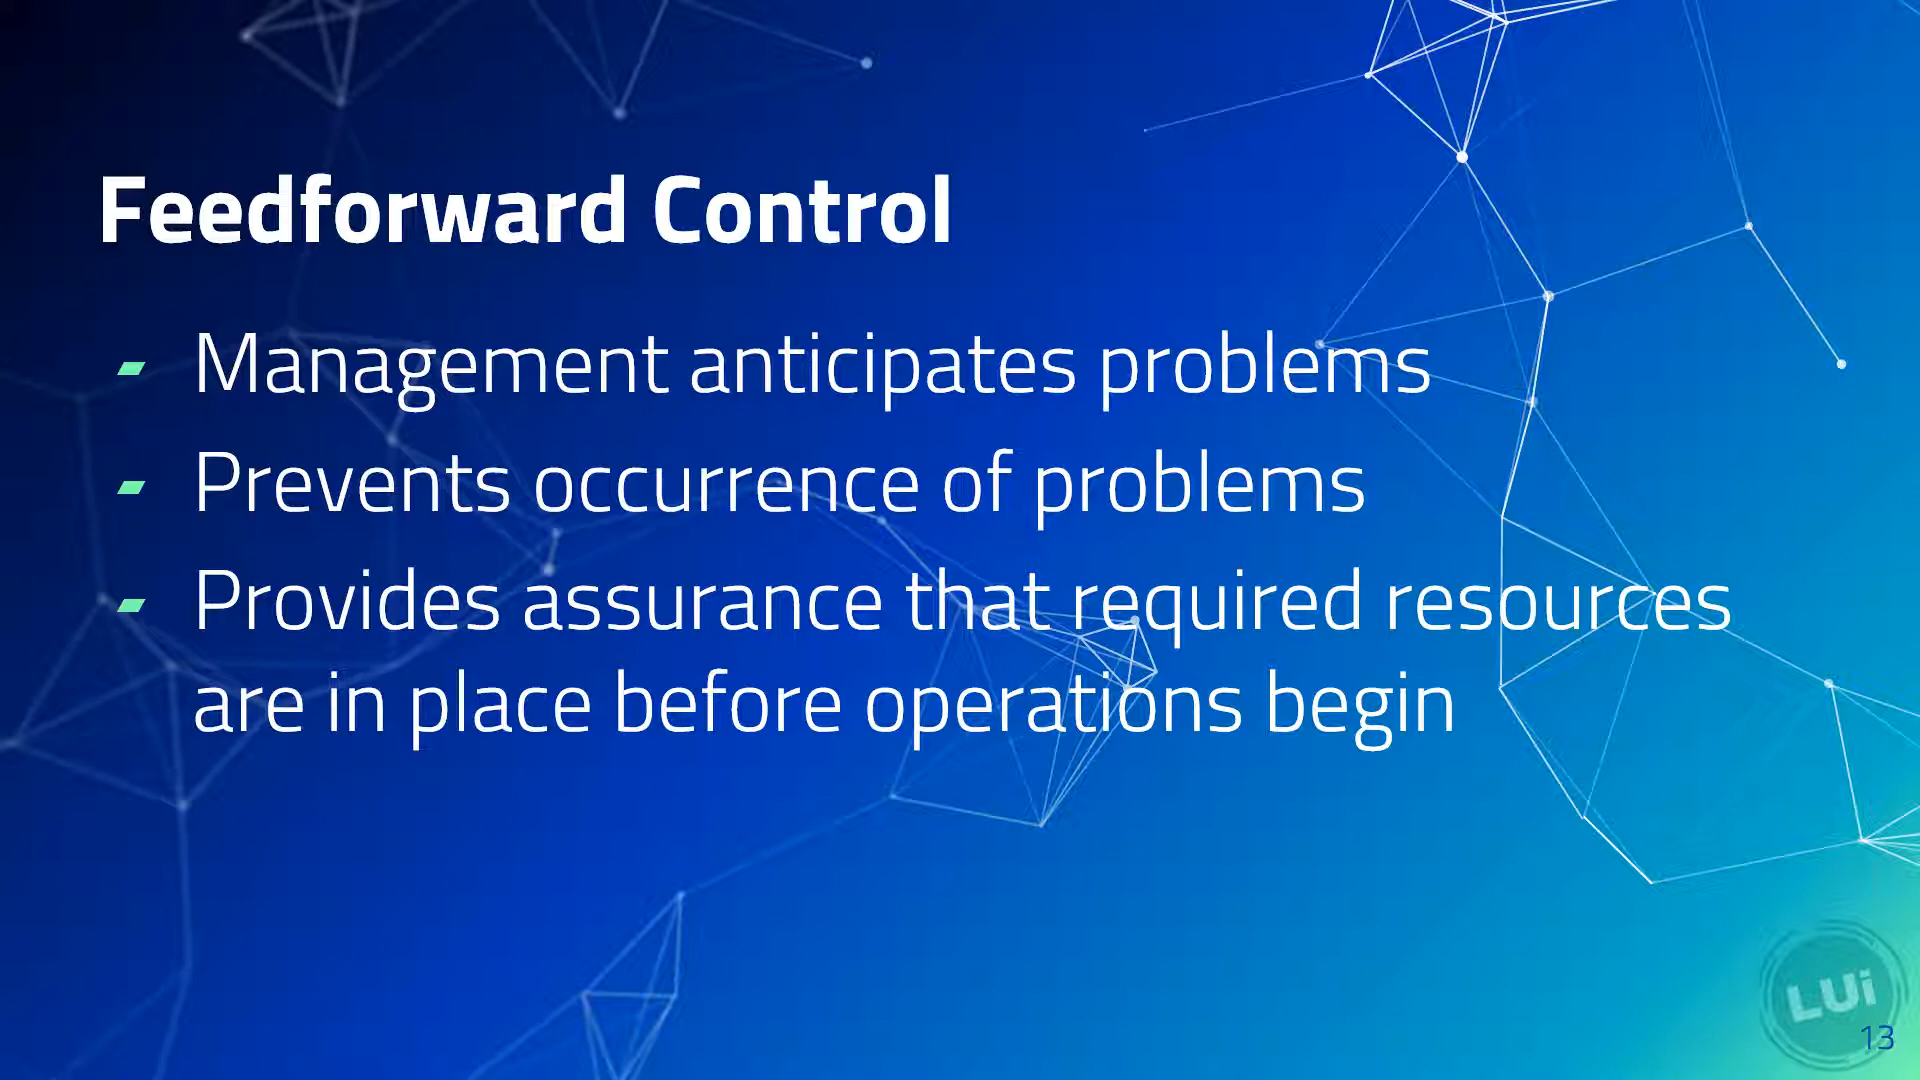 Feedforward Control
- Management anticipates problems
- Prevents occurrence of problems
- Provides assurance that required resources
are in place before operations begin
LUi
13